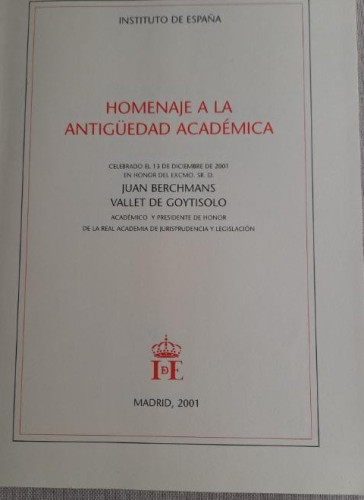 INSTITUTO DE ESPAÑA
HOMENAJE A LA
ANTIGÜEDAD ACADÉMICA
CELEBRADO EL 13 DE DICIEMBRE DE 2001
EN HONOR DEL EXCMO. SR. D.
JUAN BERCHMANS
VALLET DE GOYTISOLO
ACADÉMICO Y PRESIDENTE DE HONOR
DE LA REAL ACADEMIA DE JURISPRUDENCIA Y LEGISLACIÓN
IDE
MADRID, 2001